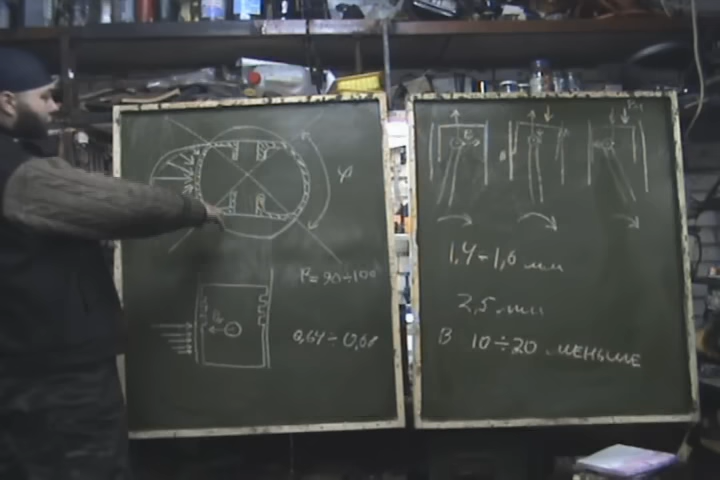 φ
P=90÷100
0,64÷0,68
1,4-1,6 мм
2,5 мм
В 10÷20 меньше